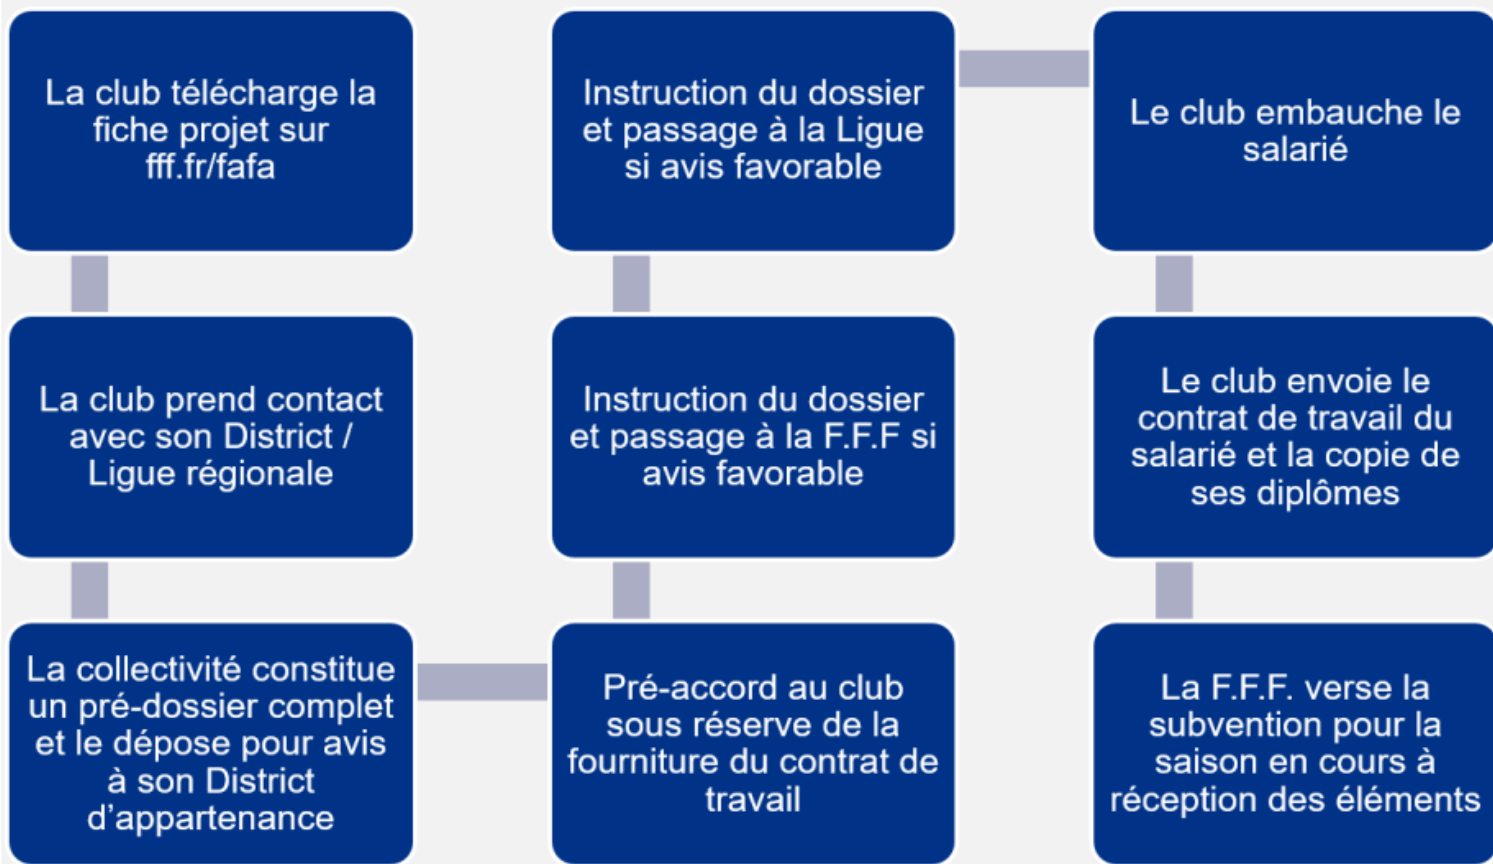 La club télécharge la
fiche projet sur
fff.fr/fafa
La club prend contact
avec son District /
Ligue régionale
La collectivité constitue
un pré-dossier complet
et le dépose pour avis
à son District
d’appartenance
Instruction du dossier
et passage à la Ligue
si avis favorable
Instruction du dossier
et passage à la F.F.F si
avis favorable
Pré-accord au club
sous réserve de la
fourniture du contrat de
travail
Le club embauche le
salarié
Le club envoie le
contrat de travail du
salarié et la copie de
ses diplômes
La F.F.F. verse la
subvention pour la
saison en cours à
réception des éléments